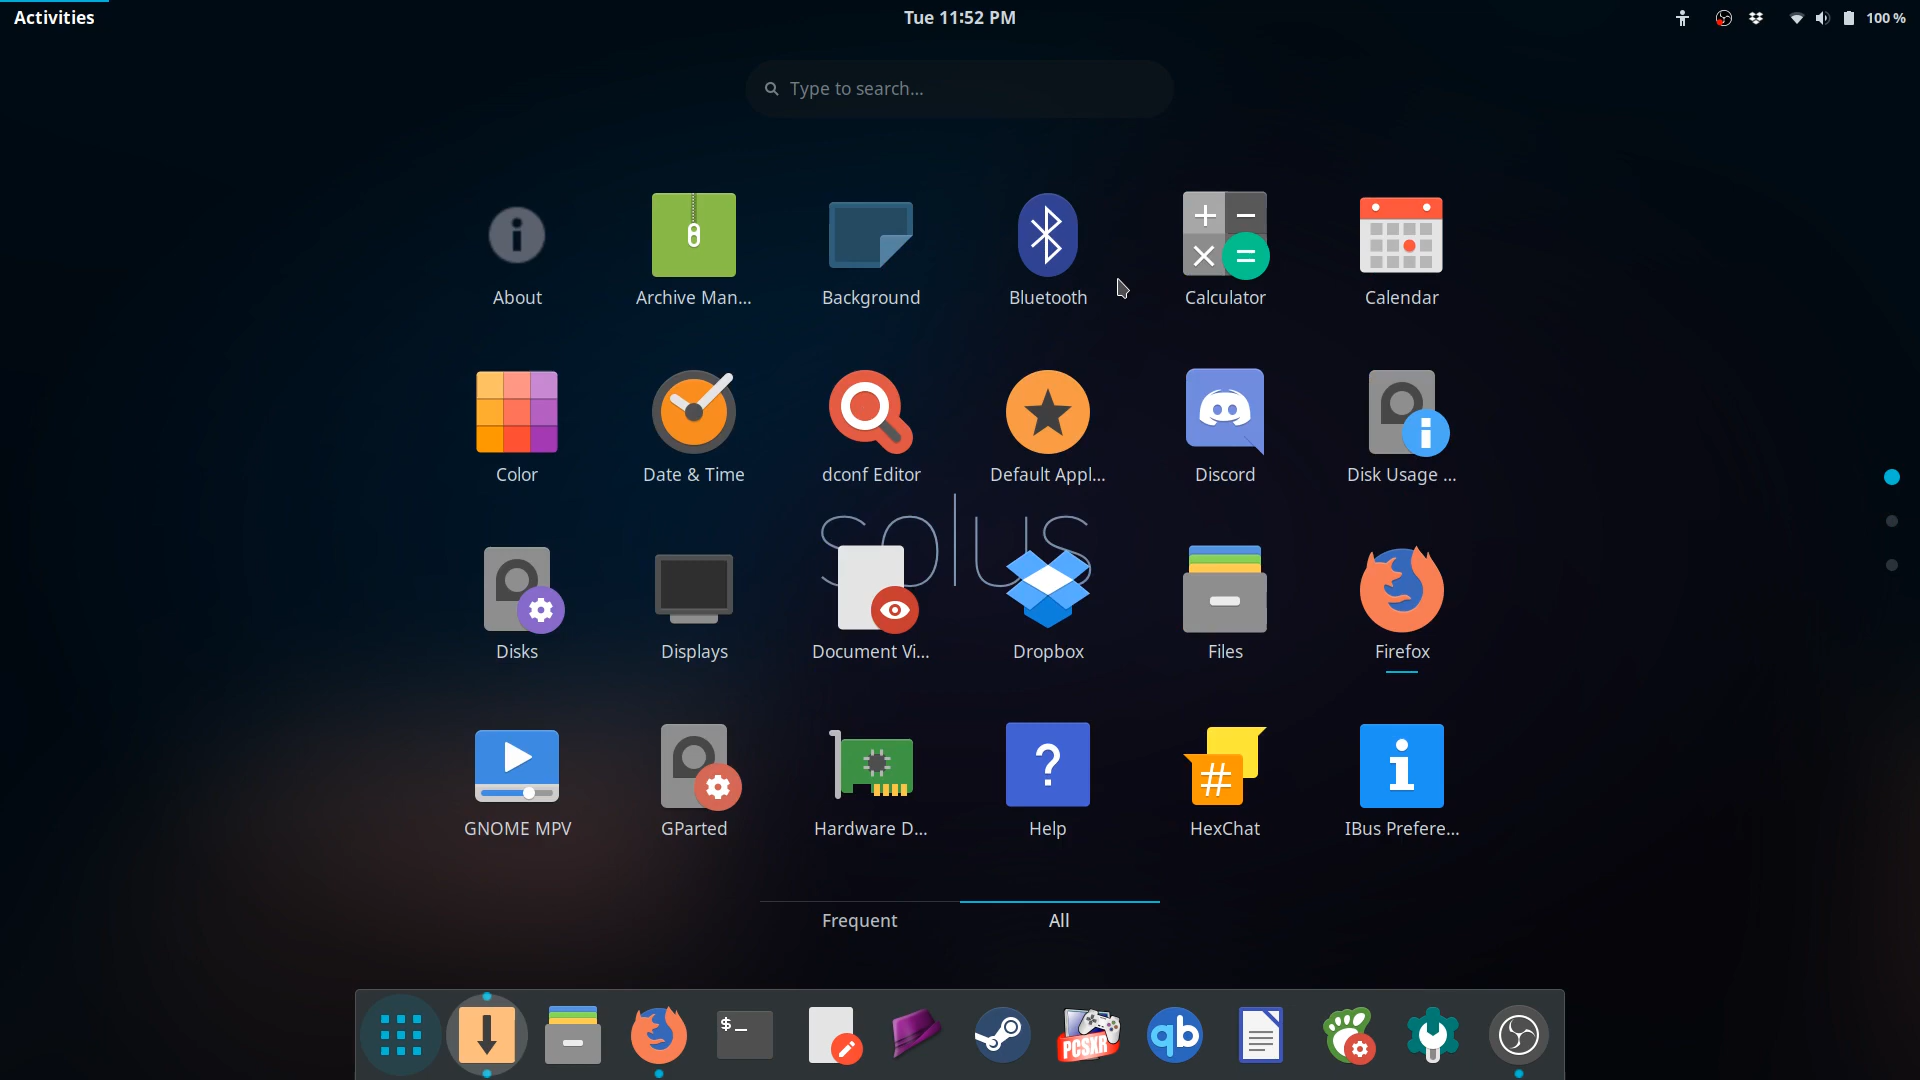 Activities
Tue 11:52 PM
100 %
Type to search...
About
Archive Man...
Background
Bluetooth
Calculator
Calendar
Color
Date & Time
dconf Editor
Default Appl...
Discord
Disk Usage ...
solus
Disks
Displays
Document Vi...
Dropbox
Files
Firefox
GNOME MPV
GParted
Hardware D...
Help
HexChat
IBus Prefere...
Frequent
All
$_
PCSXR
qb